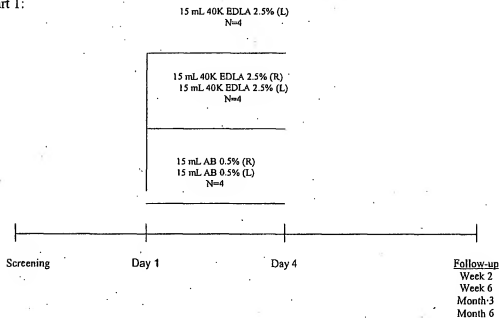 art 1:
15 mL 40K EDLA 2.5% (L)
N=4
15 mL 40K EDLA 2.5% (R)
15 mL 40K EDLA 2.5% (L)
N=4
15 mL AB 0.5% (R)
15 mL AB 0.5% (L)
N=4
Screening
Day 1
Day 4
Follow-up
Week 2
Week 6
Month 3
Month 6